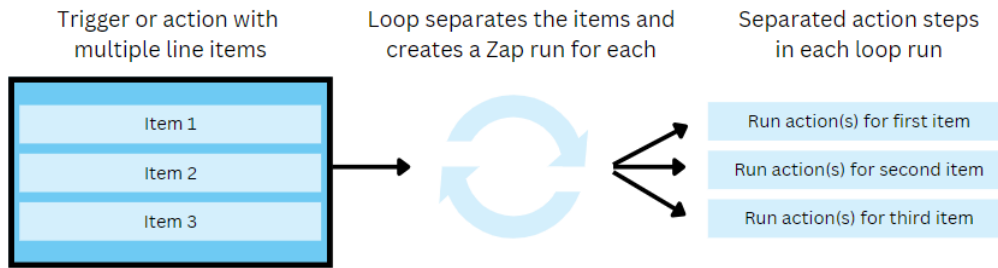 Trigger or action with
multiple line items
Loop separates the items and
creates a Zap run for each
Separated action steps
in each loop run
Item 1
Item 2
Item 3
Run action(s) for first item
Run action(s) for second item
Run action(s) for third item